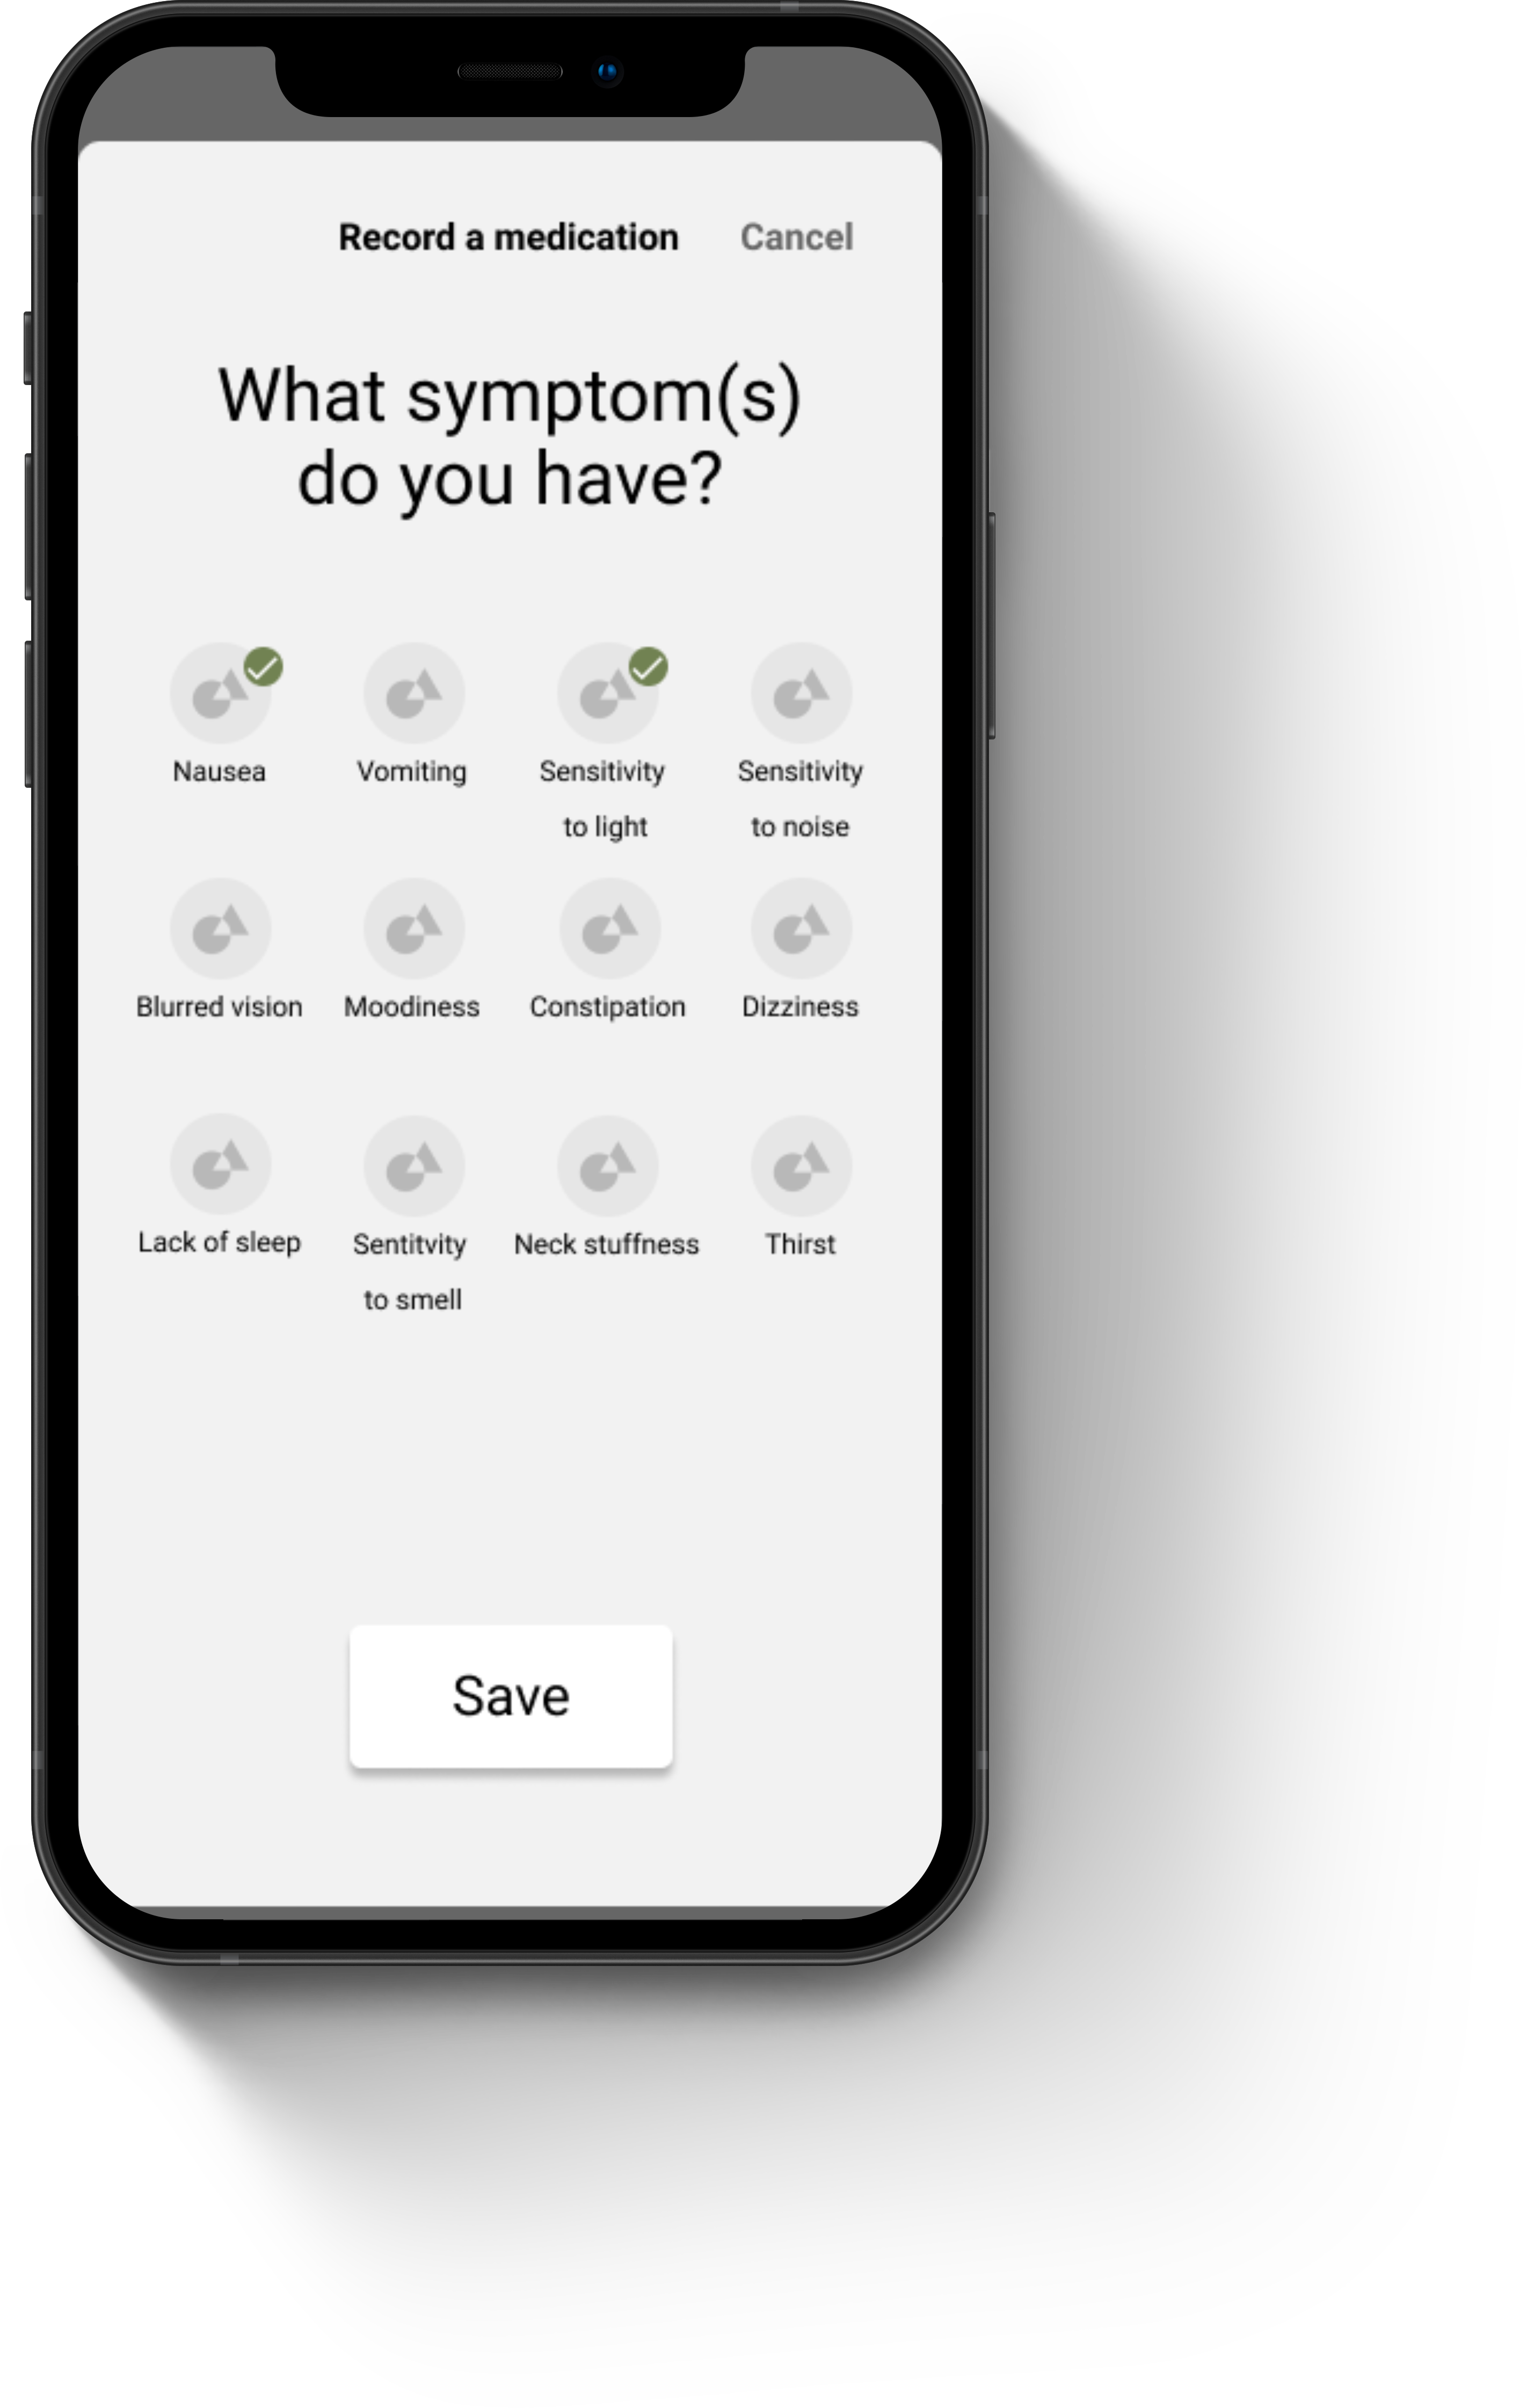 Record a medication Cancel
What symptom(s)
do you have?
Nausea Vomiting Sensitivity Sensitivity
to light to noise
Blurred vision Moodiness Constipation Dizziness
Lack of sleep Sentitvity Neck stuffness Thirst
to smell
Save